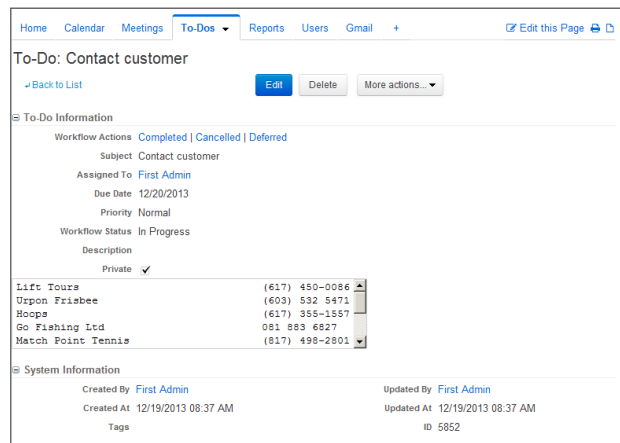 Home Calendar Meetings To-Dos Reports Users Gmail + Edit this Page
To-Do: Contact customer
Back to List Edit Delete More actions...
To-Do Information
Workflow Actions Completed | Cancelled | Deferred
Subject Contact customer
Assigned To First Admin
Due Date 12/20/2013
Priority Normal
Workflow Status In Progress
Description
Private
Lift Tours (617) 450-0086
Urpon Frisbee (603) 532 5471
Hoops (617) 355-1557
Go Fishing Ltd 081 883 6827
Match Point Tennis (817) 498-2801
System Information
Created By First Admin Updated By First Admin
Created At 12/19/2013 08:37 AM Updated At 12/19/2013 08:37 AM
Tags ID 5852